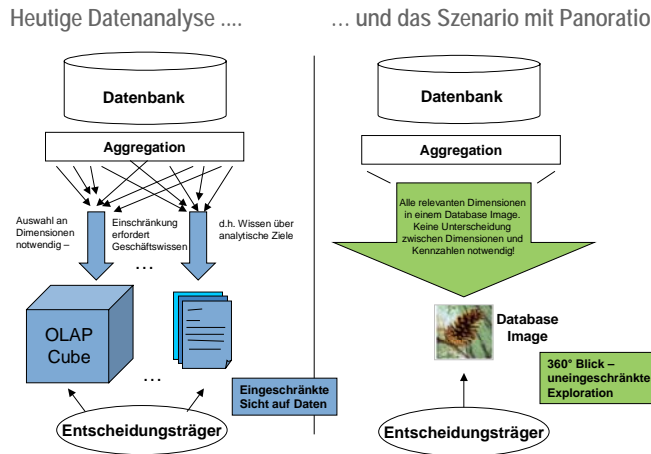 Heutige Datenanalyse ....
Datenbank
Aggregation
Auswahl an
Dimensionen
notwendig –
Einschränkung
erfordert
Geschäftswissen
d.h. Wissen über
analytische Ziele
...
OLAP
Cube
...
Eingeschränkte
Sicht auf Daten
Entscheidungsträger
... und das Szenario mit Panoratio
Datenbank
Aggregation
Alle relevanten Dimensionen
in einem Database Image.
Keine Unterscheidung
zwischen Dimensionen und
Kennzahlen notwendig!
Database
Image
360° Blick –
uneingeschränkte
Exploration
Entscheidungsträger